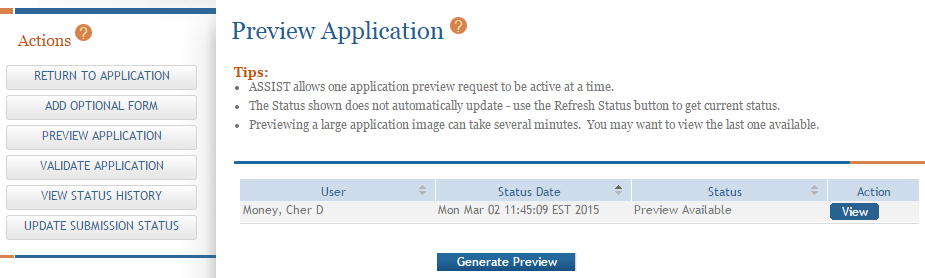 Actions ?
RETURN TO APPLICATION
ADD OPTIONAL FORM
PREVIEW APPLICATION
VALIDATE APPLICATION
VIEW STATUS HISTORY
UPDATE SUBMISSION STATUS
Preview Application ?
Tips:
• ASSIST allows one application preview request to be active at a time.
• The Status shown does not automatically update - use the Refresh Status button to get current status.
• Previewing a large application image can take several minutes. You may want to view the last one available.
User Status Date Status Action
Money, Cher D Mon Mar 02 11:45:09 EST 2015 Preview Available View
Generate Preview